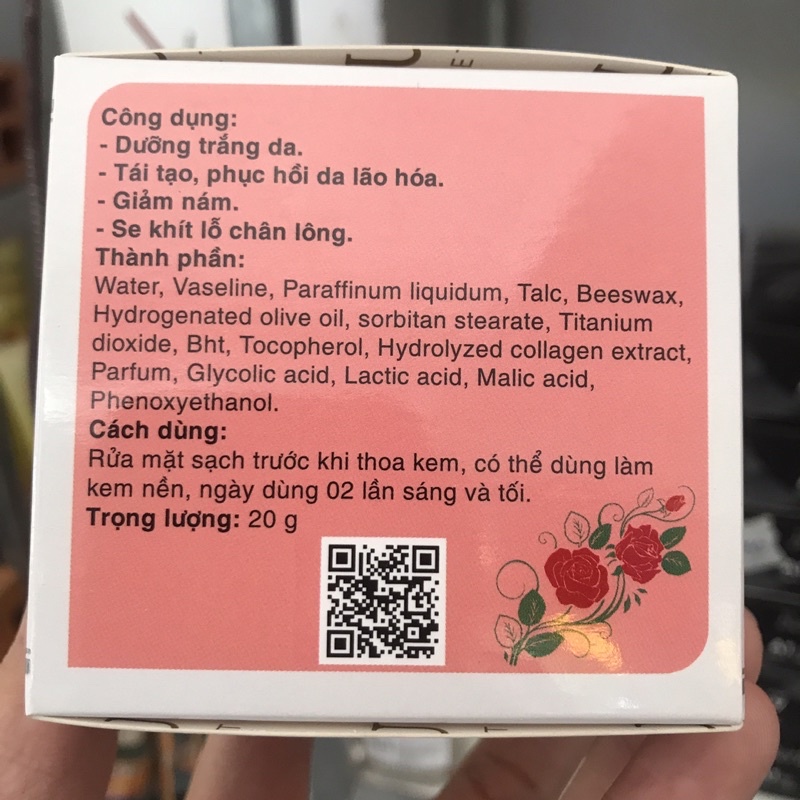 Công dụng:
- Dưỡng trắng da.
- Tái tạo, phục hồi da lão hóa.
- Giảm nám.
- Se khít lỗ chân lông.
Thành phần:
Water, Vaseline, Paraffinum liquidum, Talc, Beeswax,
Hydrogenated olive oil, sorbitan stearate, Titanium
dioxide, Bht, Tocopherol, Hydrolyzed collagen extract,
Parfum, Glycolic acid, Lactic acid, Malic acid,
Phenoxyethanol.
Cách dùng:
Rửa mặt sạch trước khi thoa kem, có thể dùng làm
kem nền, ngày dùng 02 lần sáng và tối.
Trọng lượng: 20 g